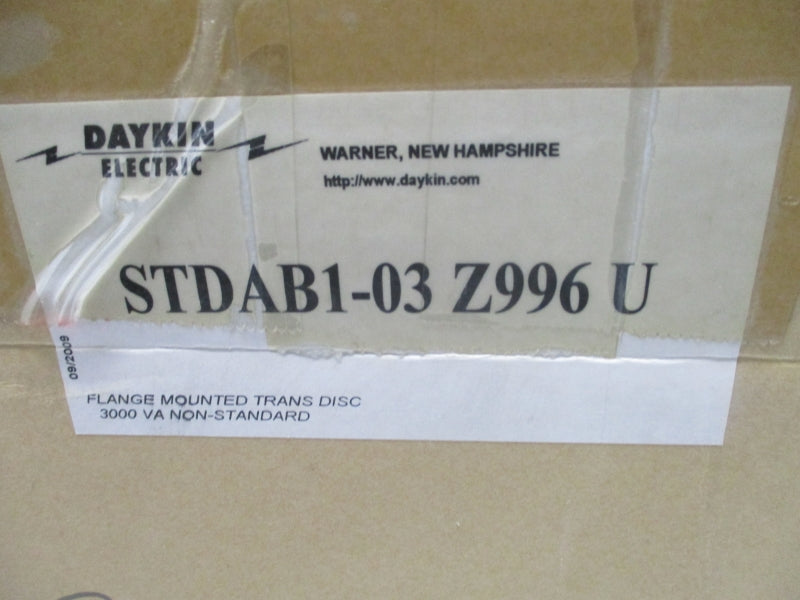 DAYKIN
ELECTRIC
WARNER, NEW HAMPSHIRE
http://www.daykin.com
STDAB1-03 Z996 U
09/2009
FLANGE MOUNTED TRANS DISC
3000 VA NON-STANDARD